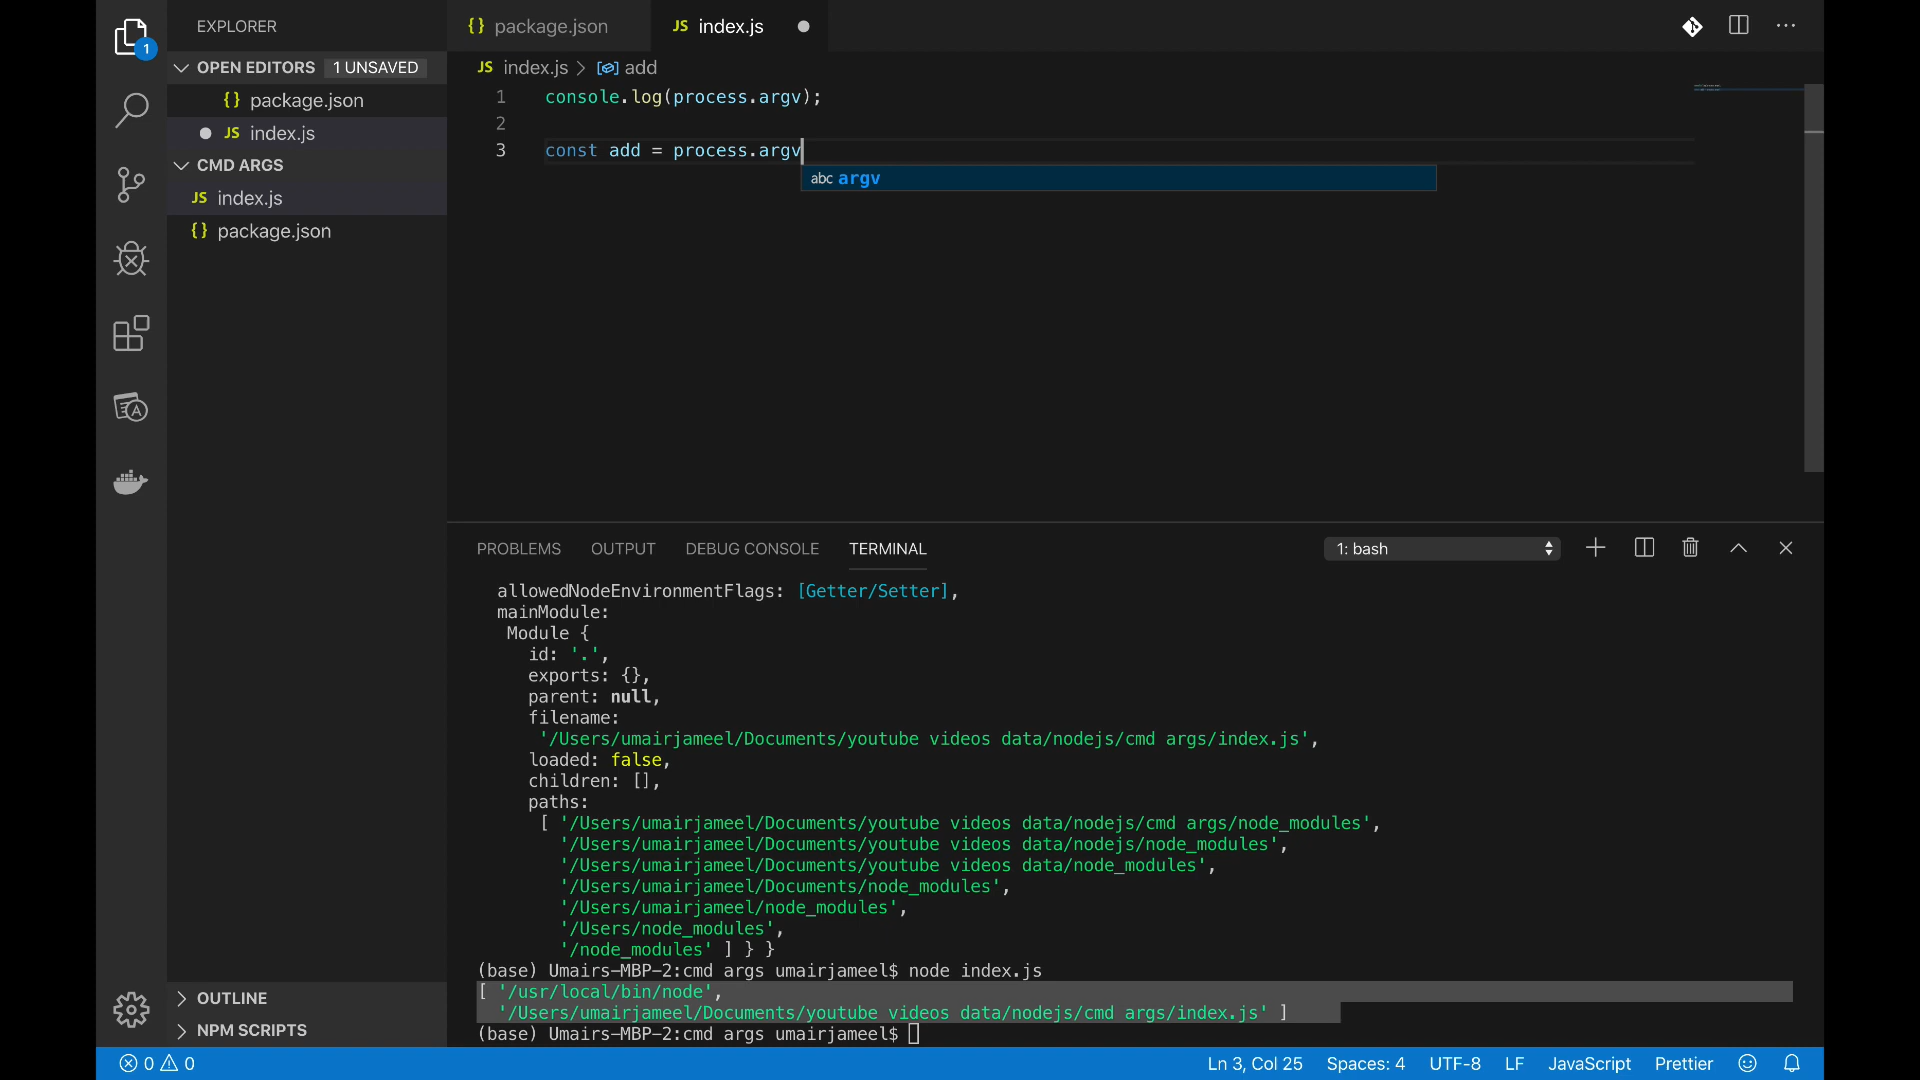 EXPLORER
1
OPEN EDITORS 1 UNSAVED
{} package.json
JS index.js
CMD ARGS
JS index.js
{} package.json
OUTLINE
NPM SCRIPTS
{} package.json
JS index.js
JS index.js > add
1 console.log(process.argv);
2
3 const add = process.argv
abc argv
PROBLEMS OUTPUT DEBUG CONSOLE TERMINAL 1: bash
allowedNodeEnvironmentFlags: [Getter/Setter],
mainModule:
Module {
id: '.',
exports: {},
parent: null,
filename:
'/Users/umairjameel/Documents/youtube videos data/nodejs/cmd args/index.js',
loaded: false,
children: [],
paths:
[ '/Users/umairjameel/Documents/youtube videos data/nodejs/cmd args/node_modules',
'/Users/umairjameel/Documents/youtube videos data/nodejs/node_modules',
'/Users/umairjameel/Documents/youtube videos data/node_modules',
'/Users/umairjameel/Documents/node_modules',
'/Users/umairjameel/node_modules',
'/Users/node_modules',
'/node_modules' ] } }
(base) Umairs-MBP-2:cmd args umairjameel$ node index.js
[ '/usr/local/bin/node',
'/Users/umairjameel/Documents/youtube videos data/nodejs/cmd args/index.js' ]
(base) Umairs-MBP-2:cmd args umairjameel$
0 0 Ln 3, Col 25 Spaces: 4 UTF-8 LF JavaScript Prettier